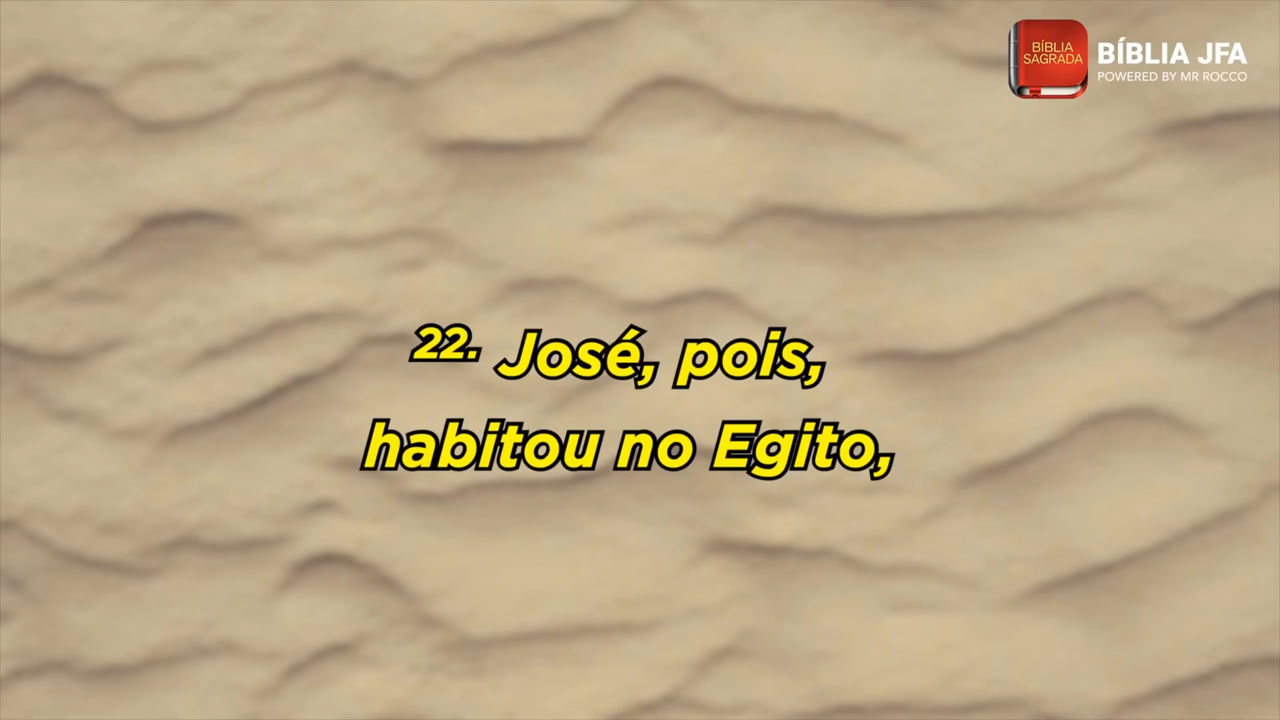 BÍBLIA
SAGRADA
BÍBLIA JFA
POWERED BY MR ROCCO
22. José, pois,
habitou no Egito,